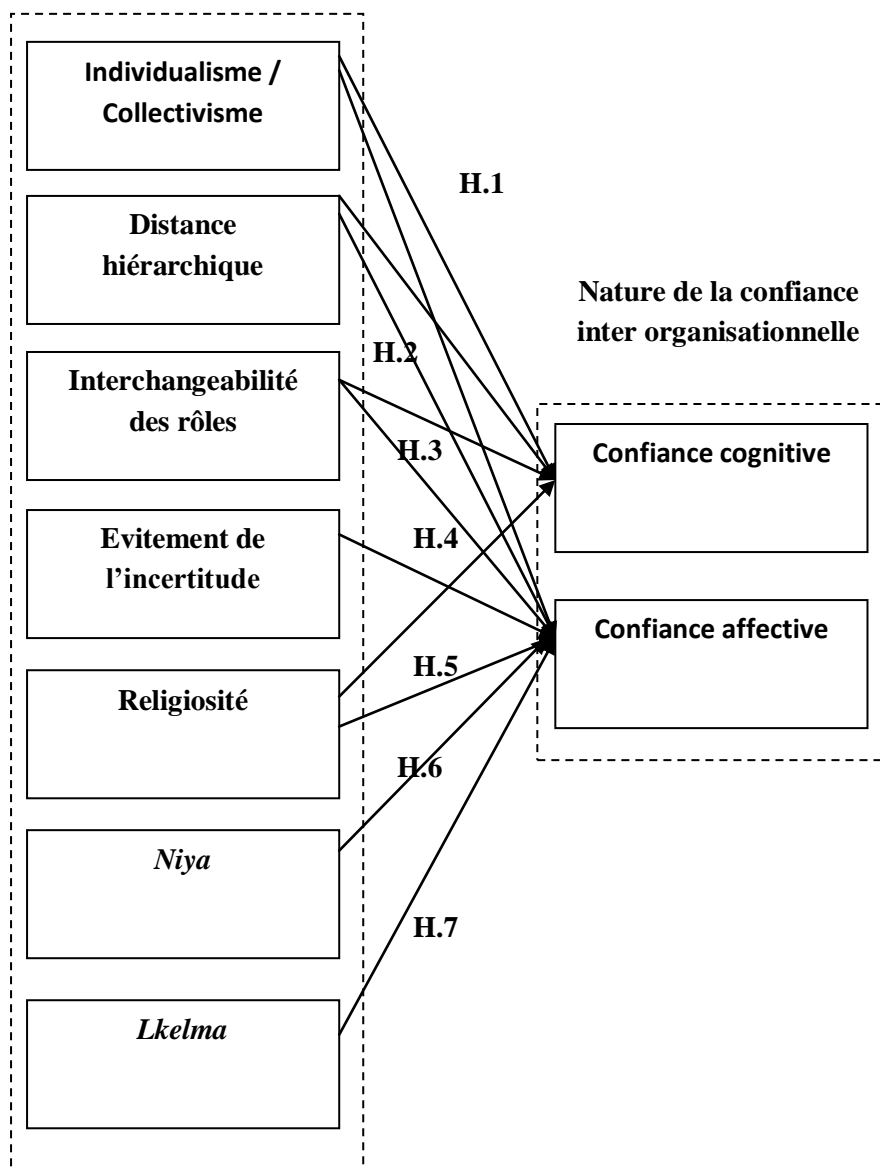 Individualisme /
Collectivisme
Distance
hiérarchique
Interchangeabilité
des rôles
Evitement de
l’incertitude
Religiosité
Niya
Lkelma
H.1
H.2
H.3
H.4
H.5
H.6
H.7
Nature de la confiance
inter organisationnelle
Confiance cognitive
Confiance affective